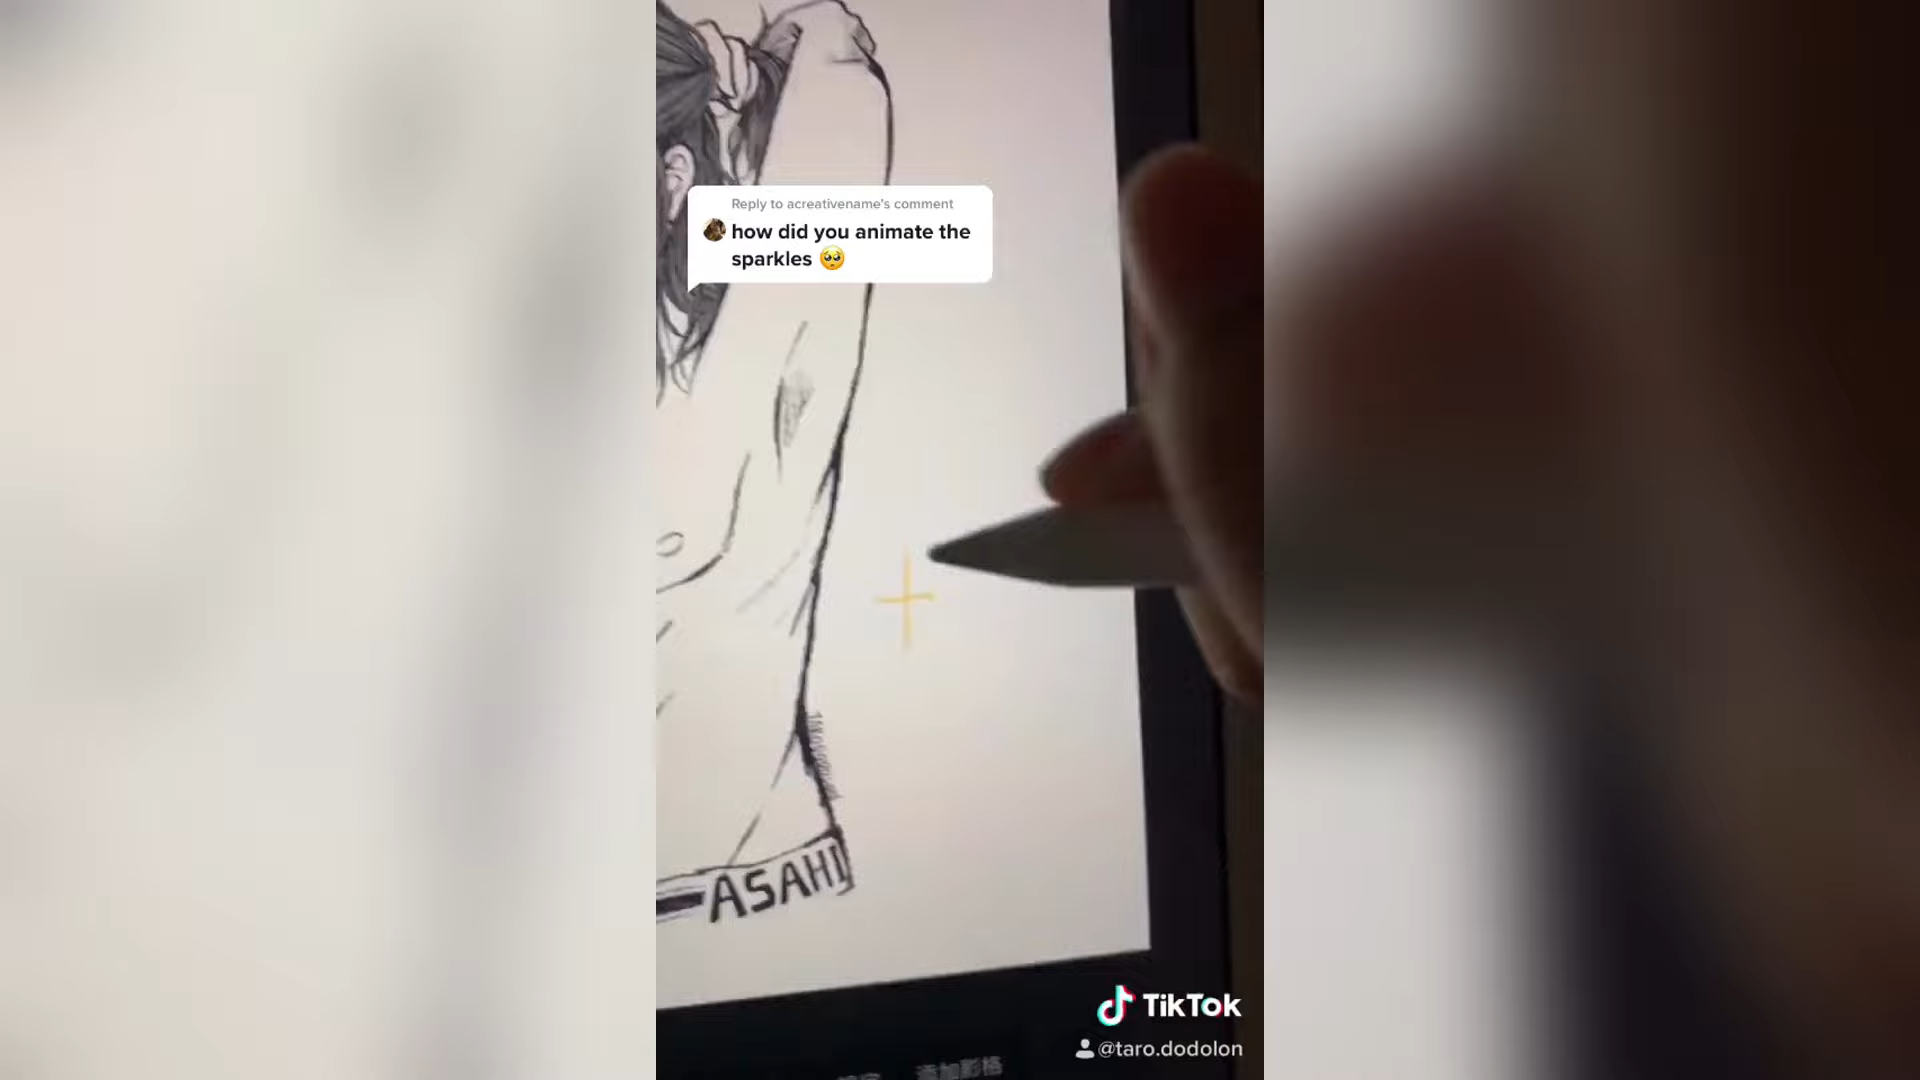 Reply to acreativename's comment
how did you animate the
sparkles 🥺
ASAHI
TikTok
@taro.dodolon
添加影格